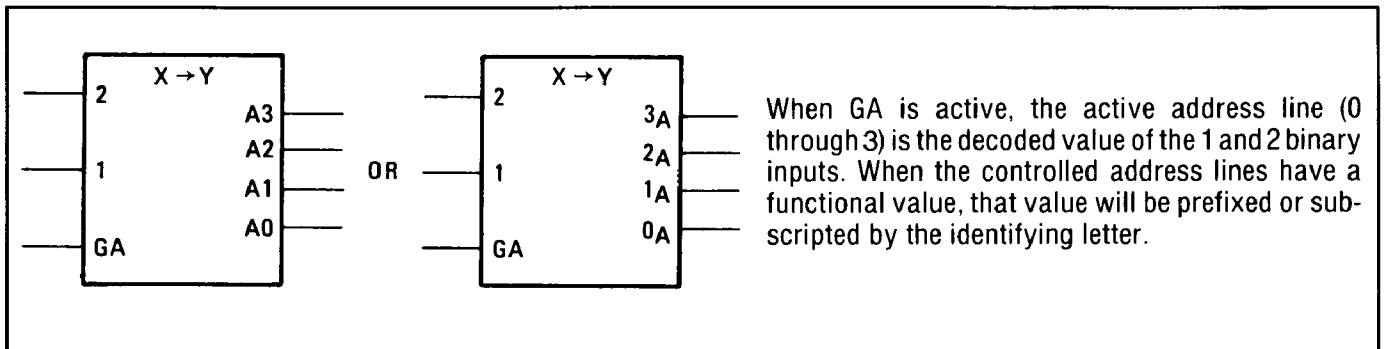 X → Y
2
1
GA
A3
A2
A1
A0
OR
X → Y
2
1
GA
3A
2A
1A
0A
When GA is active, the active address line (0
through 3) is the decoded value of the 1 and 2 binary
inputs. When the controlled address lines have a
functional value, that value will be prefixed or sub-
scripted by the identifying letter.